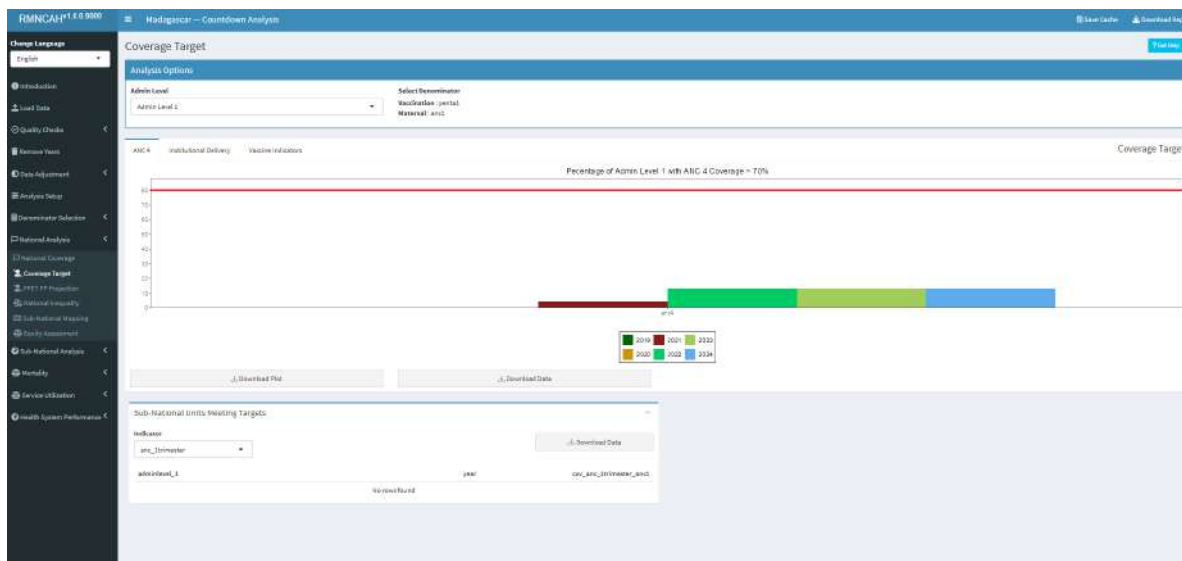 RMNCAH v1.0.0.9000
Madagascar — Countdown Analysis
Save Cache
Download Rep
Change Language
English
Introduction
Load Data
Quality Checks
Remove Years
Data Adjustment
Analysis Setup
Denominator Selection
National Analysis
National Coverage
Coverage Target
National Inequality
Sub-National Mapping
Equity Assessment
Sub-National Analysis
Mortality
Service Utilization
Health System Performance
Coverage Target
Get Help
Analysis Options
Admin Level
Admin Level 1
Select Denominator
Vaccination : penta1
Maternal : anc1
ANC 4
Institutional Delivery
Vaccine Indicators
Coverage Targe
Pecentage of Admin Level 1 with ANC 4 Coverage > 70%
80
70
60
50
40
30
20
10
0
anc4
2019 2021 2023
2020 2022 2024
Download Plot
Download Data
Sub-National Units Meeting Targets
Indicator
anc_1trimester
Download Data
adminlevel_1 year cov_anc_1trimester_anc1
No rows found